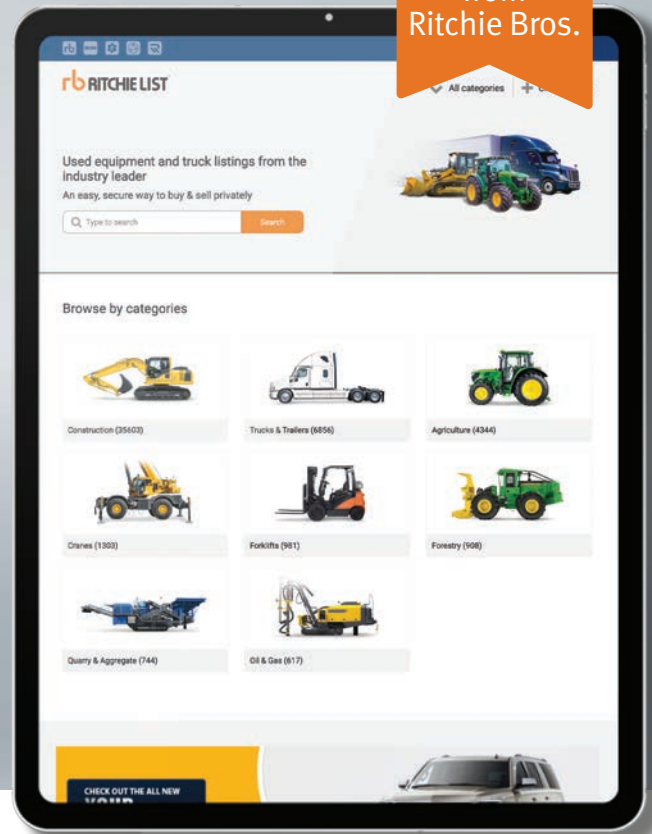 Ritchie Bros.
rb RITCHIE LIST
All categories
Used equipment and truck listings from the
industry leader
An easy, secure way to buy & sell privately
Type to search
Search
Browse by categories
Construction (35603)
Trucks & Trailers (6856)
Agriculture (4344)
Cranes (1303)
Forklifts (981)
Forestry (908)
Quarry & Aggregate (744)
Oil & Gas (617)
CHECK OUT THE ALL NEW